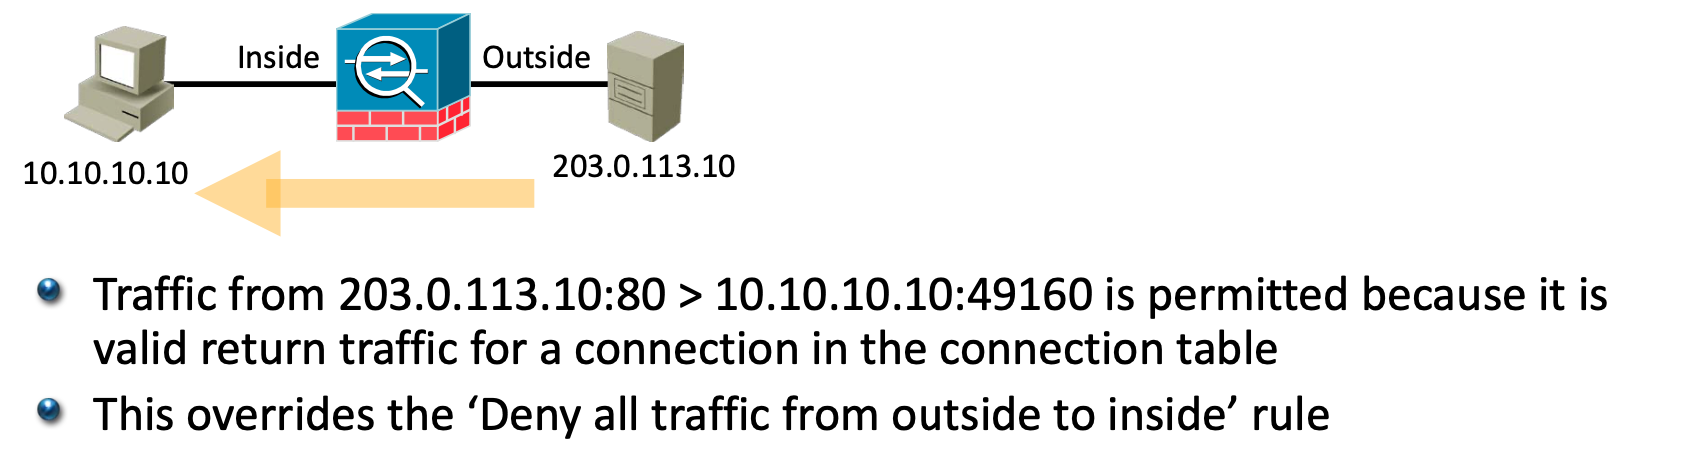 Inside
Outside
10.10.10.10
203.0.113.10
Traffic from 203.0.113.10:80 > 10.10.10.10:49160 is permitted because it is
valid return traffic for a connection in the connection table
This overrides the ‘Deny all traffic from outside to inside’ rule